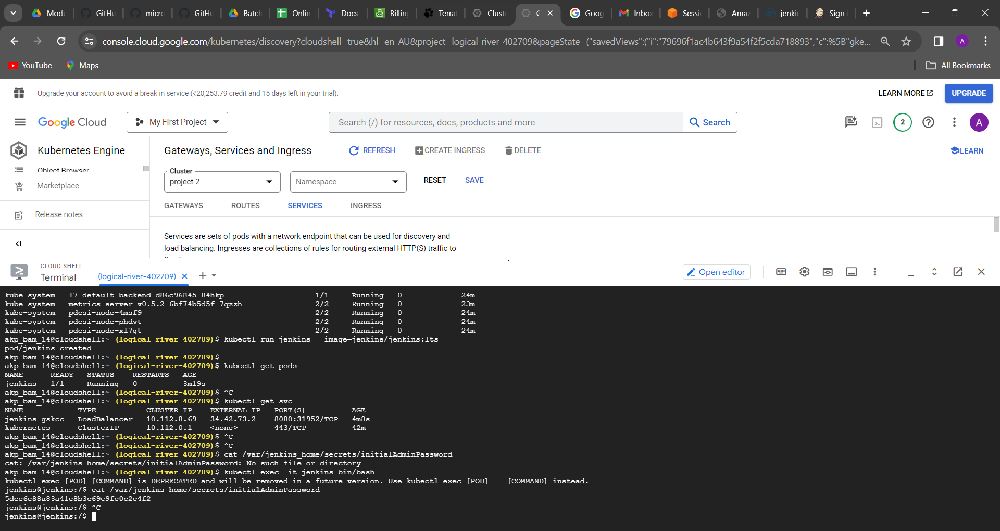 Modu
GitHu
micro
GitHu
Batch
Onlin
Docs
Billin
Terra
Clust
Goog
Inbox
Sessi
Amaz
jenkin
Sign i
console.cloud.google.com/kubernetes/discovery?cloudshell=true&hl=en-AU&project=logical-river-402709&pageState=("savedViews":("i":"79696f1ac4b643f9a54f2f5cda718893","c":%5B"gke...
A
YouTube
Maps
All Bookmarks
Upgrade your account to avoid a break in service (₹20,253.79 credit and 15 days left in your trial).
LEARN MORE
UPGRADE
Google Cloud
My First Project
Search (/) for resources, docs, products and more
Search
2
A
Kubernetes Engine
Gateways, Services and Ingress
REFRESH
CREATE INGRESS
DELETE
LEARN
Object Browser
Marketplace
Release notes
Cluster
project-2
Namespace
RESET
SAVE
GATEWAYS
ROUTES
SERVICES
INGRESS
Services are sets of pods with a network endpoint that can be used for discovery and
load balancing. Ingresses are collections of rules for routing external HTTP(S) traffic to
CLOUD SHELL
Terminal
(logical-river-402709)
Open editor
kube-system l7-default-backend-d86c96845-84hkp 1/1 Running 0 24m
kube-system metrics-server-v0.5.2-6bf74b5d5f-7qzzh 2/2 Running 0 23m
kube-system pdcsi-node-4msf9 2/2 Running 0 24m
kube-system pdcsi-node-phdvt 2/2 Running 0 24m
kube-system pdcsi-node-xl7gt 2/2 Running 0 24m
akp_bam_14@cloudshell:~ (logical-river-402709)$ kubectl run jenkins --image=jenkins/jenkins:lts
pod/jenkins created
akp_bam_14@cloudshell:~ (logical-river-402709)$
akp_bam_14@cloudshell:~ (logical-river-402709)$ kubectl get pods
NAME READY STATUS RESTARTS AGE
jenkins 1/1 Running 0 3m19s
akp_bam_14@cloudshell:~ (logical-river-402709)$ ^C
akp_bam_14@cloudshell:~ (logical-river-402709)$ kubectl get svc
NAME TYPE CLUSTER-IP EXTERNAL-IP PORT(S) AGE
jenkins-gskcc LoadBalancer 10.112.8.69 34.42.73.2 8080:31952/TCP 4m8s
kubernetes ClusterIP 10.112.0.1 <none> 443/TCP 42m
akp_bam_14@cloudshell:~ (logical-river-402709)$ ^C
akp_bam_14@cloudshell:~ (logical-river-402709)$ ^C
akp_bam_14@cloudshell:~ (logical-river-402709)$ cat /var/jenkins_home/secrets/initialAdminPassword
cat: /var/jenkins_home/secrets/initialAdminPassword: No such file or directory
akp_bam_14@cloudshell:~ (logical-river-402709)$ kubectl exec -it jenkins bin/bash
kubectl exec [POD] [COMMAND] is DEPRECATED and will be removed in a future version. Use kubectl exec [POD] -- [COMMAND] instead.
jenkins@jenkins:/$ cat /var/jenkins_home/secrets/initialAdminPassword
5dce6e88a83a41e8b3c69e9fe0c2c4f2
jenkins@jenkins:/$ ^C
jenkins@jenkins:/$